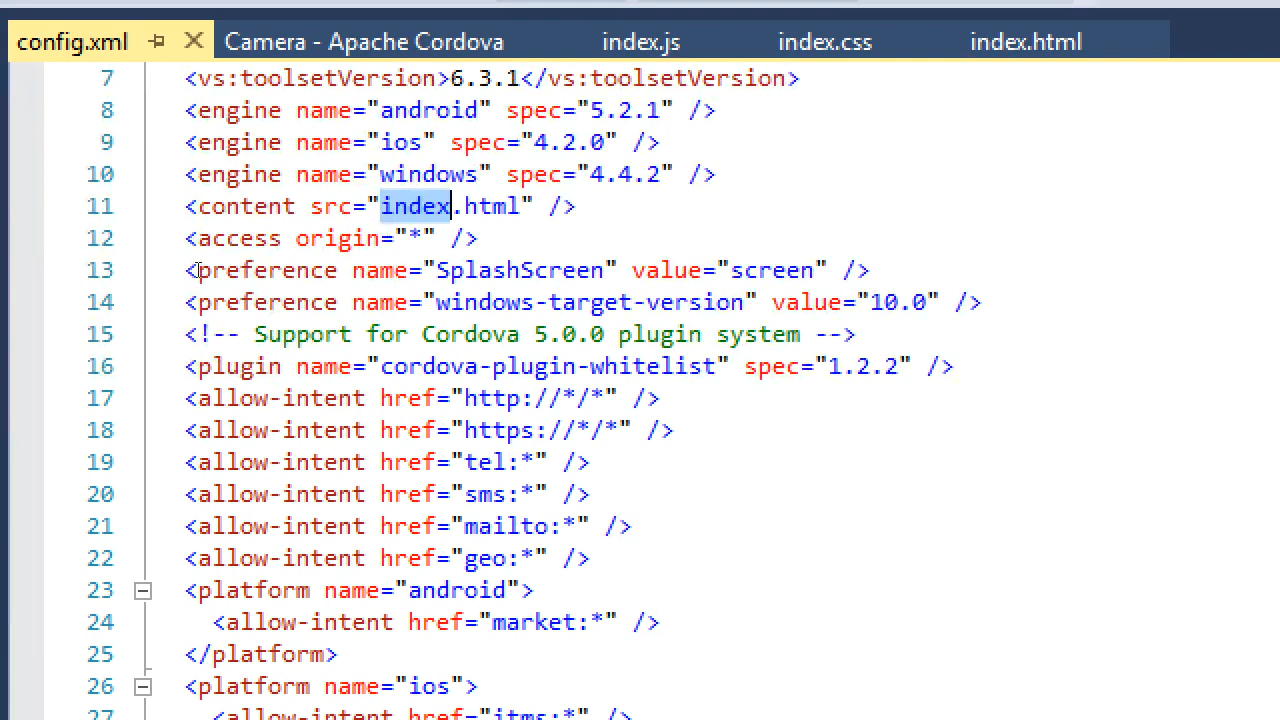 config.xml Camera - Apache Cordova index.js index.css index.html
7 <vs:toolsetVersion>6.3.1</vs:toolsetVersion>
8 <engine name="android" spec="5.2.1" />
9 <engine name="ios" spec="4.2.0" />
10 <engine name="windows" spec="4.4.2" />
11 <content src="index.html" />
12 <access origin="*" />
13 <preference name="SplashScreen" value="screen" />
14 <preference name="windows-target-version" value="10.0" />
15 <!-- Support for Cordova 5.0.0 plugin system -->
16 <plugin name="cordova-plugin-whitelist" spec="1.2.2" />
17 <allow-intent href="http://*/*" />
18 <allow-intent href="https://*/*" />
19 <allow-intent href="tel:*" />
20 <allow-intent href="sms:*" />
21 <allow-intent href="mailto:*" />
22 <allow-intent href="geo:*" />
23 <platform name="android">
24 <allow-intent href="market:*" />
25 </platform>
26 <platform name="ios">
27 <allow-intent href="itms:*" />